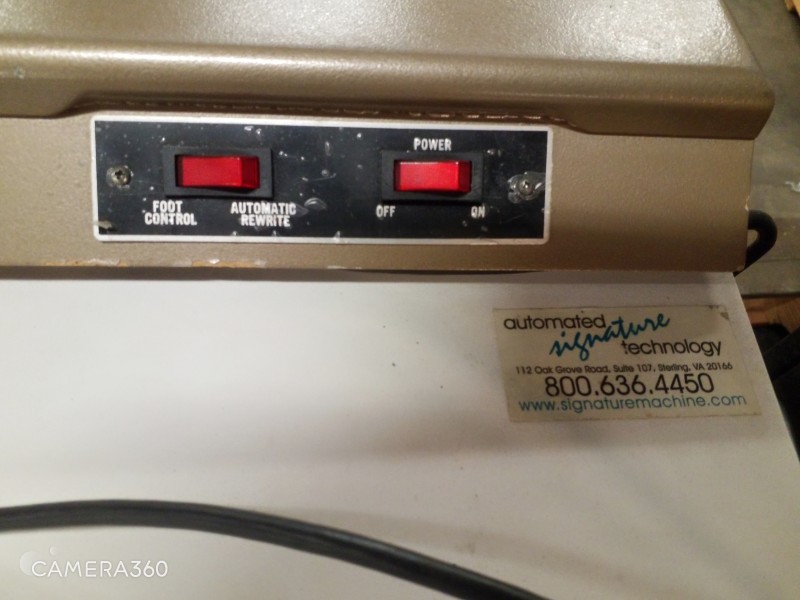 POWER
FOOT CONTROL
AUTOMATIC REWRITE
OFF
ON
automated
signature
technology
112 Oak Grove Road, Suite 107, Sterling, VA 20166
800.636.4450
www.signaturemachine.com
CAMERA360